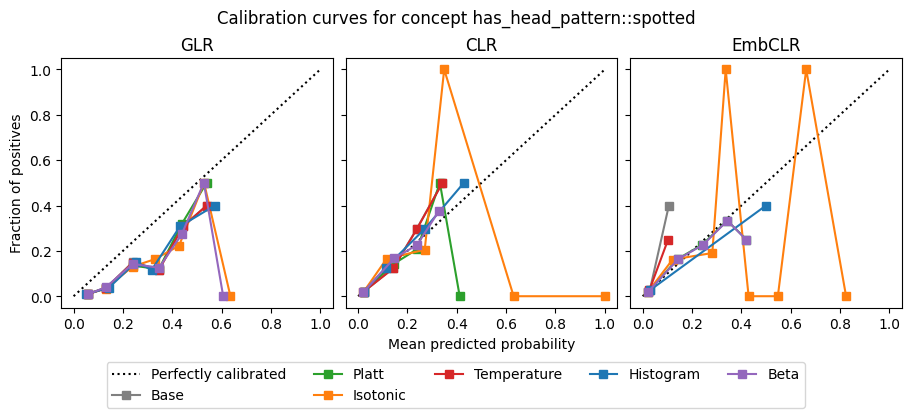 Calibration curves for concept has_head_pattern::spotted
GLR
CLR
EmbCLR
Fraction of positives
1.0
0.8
0.6
0.4
0.2
0.0
0.0 0.2 0.4 0.6 0.8 1.0
0.0 0.2 0.4 0.6 0.8 1.0
0.0 0.2 0.4 0.6 0.8 1.0
Mean predicted probability
Perfectly calibrated
Base
Platt
Isotonic
Temperature
Histogram
Beta